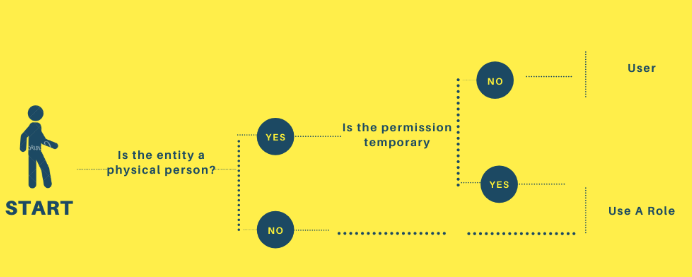 START
Is the entity a
physical person?
YES
NO
Is the permission
temporary
NO
YES
User
Use A Role